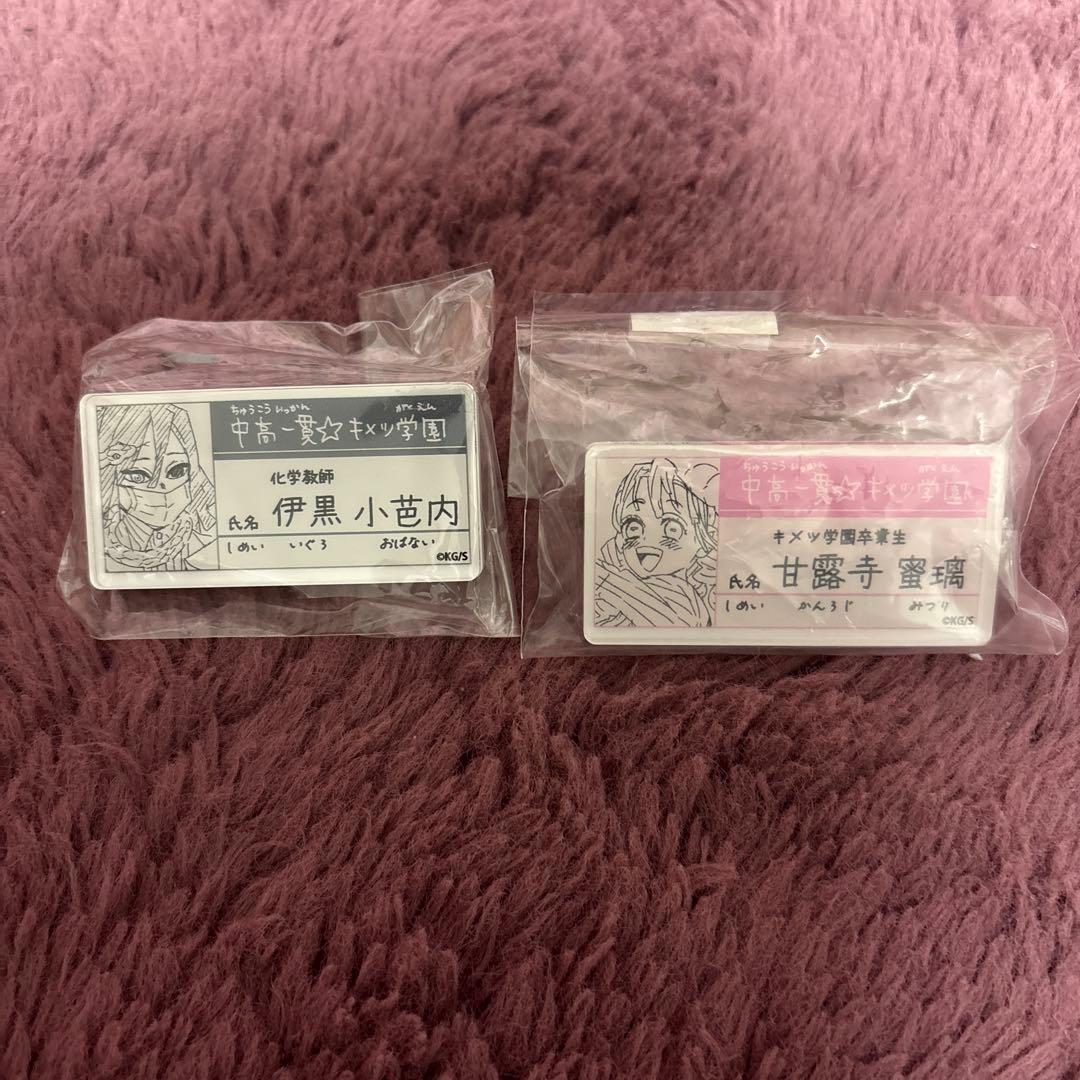 ちゅうこう いっかん がくえん
中高一貫☆キメツ学園
化学教師
氏名 伊黒 小芭内
しめい いぐろ おばない
©KG/S
ちゅうこう いっかん がくえん
中高一貫☆キメツ学園
キメツ学園卒業生
氏名 甘露寺 蜜璃
しめい かんろじ みつり
©KG/S